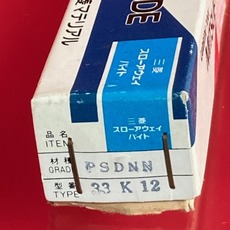 菱マテリアル
DE
三菱
スローアウェイ
バイト
三菱
スローアウェイ
バイト
品名
ITEM
材種
GRADE
PSDNN
型番
TYPE
33 K 12